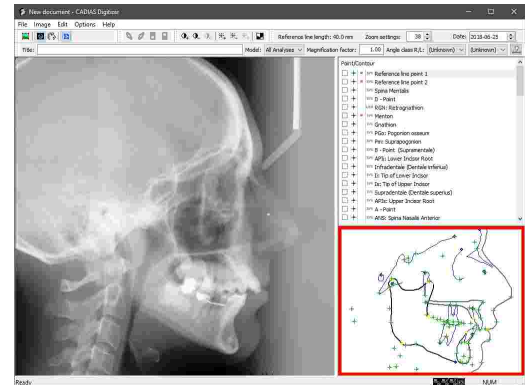 New document - CADIAS Digitizer
File Image Edit Options Help
Reference line length: 40.0 mm Zoom settings: 38 Date: 2018-06-25
Title: Model: All Analyses Magnification factor: 1.00 Angle class R/L: (Unknown) (Unknown)
Point/Contour
Reference line point 1
Reference line point 2
Spina Mentalis
D - Point
RGN: Retrognathion
Menton
Gnathion
PGo: Pogonion osseum
Pm: Suprapogonion
B - Point (Supramentale)
APIi: Lower Incisor Root
Infradentale (Dentale inferius)
Ii: Tip of Lower Incisor
Is: Tip of Upper Incisor
Supradentale (Dentale superius)
APIs: Upper Incisor Root
A - Point
ANS: Spina Nasalis Anterior
Ready NUM